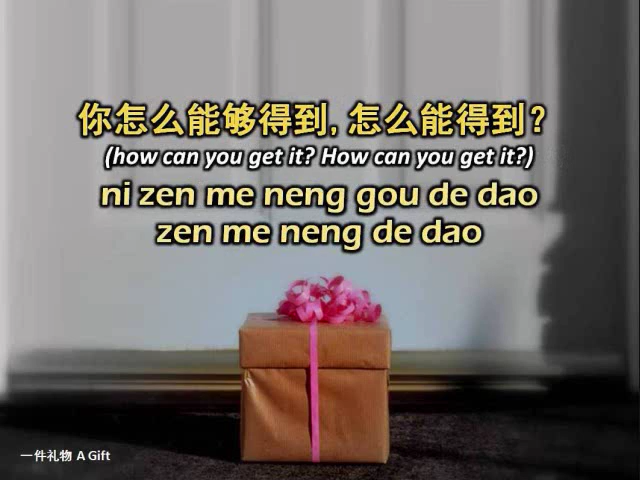 你怎么能够得到, 怎么能得到?
(how can you get it? How can you get it?)
ni zen me neng gou de dao
zen me neng de dao
一件礼物 A Gift